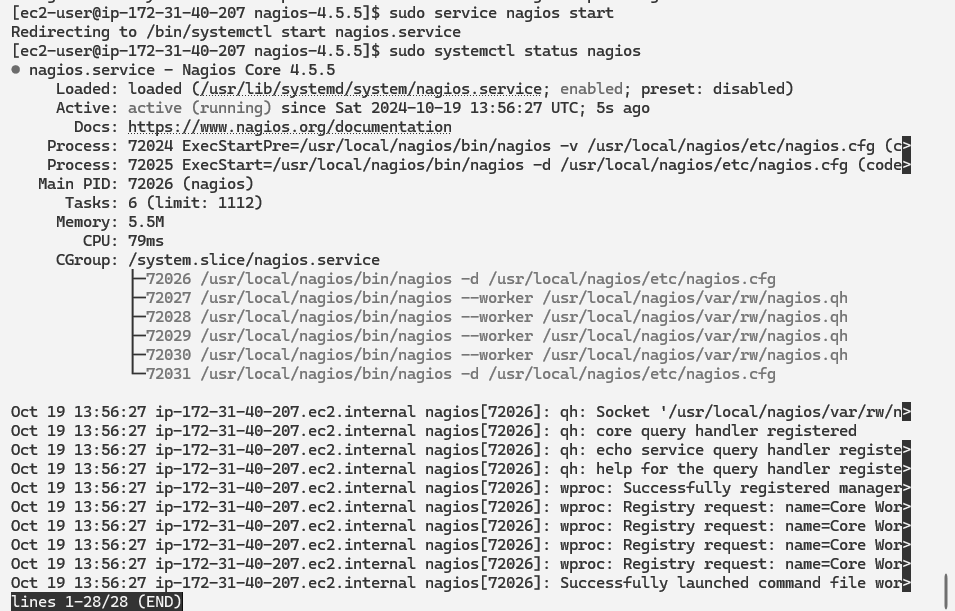 [ec2-user@ip-172-31-40-207 nagios-4.5.5]$ sudo service nagios start
Redirecting to /bin/systemctl start nagios.service
[ec2-user@ip-172-31-40-207 nagios-4.5.5]$ sudo systemctl status nagios
● nagios.service - Nagios Core 4.5.5
Loaded: loaded (/usr/lib/systemd/system/nagios.service; enabled; preset: disabled)
Active: active (running) since Sat 2024-10-19 13:56:27 UTC; 5s ago
Docs: https://www.nagios.org/documentation
Process: 72024 ExecStartPre=/usr/local/nagios/bin/nagios -v /usr/local/nagios/etc/nagios.cfg (c>
Process: 72025 ExecStart=/usr/local/nagios/bin/nagios -d /usr/local/nagios/etc/nagios.cfg (code>
Main PID: 72026 (nagios)
Tasks: 6 (limit: 1112)
Memory: 5.5M
CPU: 79ms
CGroup: /system.slice/nagios.service
├─72026 /usr/local/nagios/bin/nagios -d /usr/local/nagios/etc/nagios.cfg
├─72027 /usr/local/nagios/bin/nagios --worker /usr/local/nagios/var/rw/nagios.qh
├─72028 /usr/local/nagios/bin/nagios --worker /usr/local/nagios/var/rw/nagios.qh
├─72029 /usr/local/nagios/bin/nagios --worker /usr/local/nagios/var/rw/nagios.qh
├─72030 /usr/local/nagios/bin/nagios --worker /usr/local/nagios/var/rw/nagios.qh
└─72031 /usr/local/nagios/bin/nagios -d /usr/local/nagios/etc/nagios.cfg
Oct 19 13:56:27 ip-172-31-40-207.ec2.internal nagios[72026]: qh: Socket '/usr/local/nagios/var/rw/n>
Oct 19 13:56:27 ip-172-31-40-207.ec2.internal nagios[72026]: qh: core query handler registered
Oct 19 13:56:27 ip-172-31-40-207.ec2.internal nagios[72026]: qh: echo service query handler registe>
Oct 19 13:56:27 ip-172-31-40-207.ec2.internal nagios[72026]: qh: help for the query handler registe>
Oct 19 13:56:27 ip-172-31-40-207.ec2.internal nagios[72026]: wproc: Successfully registered manager>
Oct 19 13:56:27 ip-172-31-40-207.ec2.internal nagios[72026]: wproc: Registry request: name=Core Wor>
Oct 19 13:56:27 ip-172-31-40-207.ec2.internal nagios[72026]: wproc: Registry request: name=Core Wor>
Oct 19 13:56:27 ip-172-31-40-207.ec2.internal nagios[72026]: wproc: Registry request: name=Core Wor>
Oct 19 13:56:27 ip-172-31-40-207.ec2.internal nagios[72026]: wproc: Registry request: name=Core Wor>
Oct 19 13:56:27 ip-172-31-40-207.ec2.internal nagios[72026]: Successfully launched command file wor>
lines 1-28/28 (END)